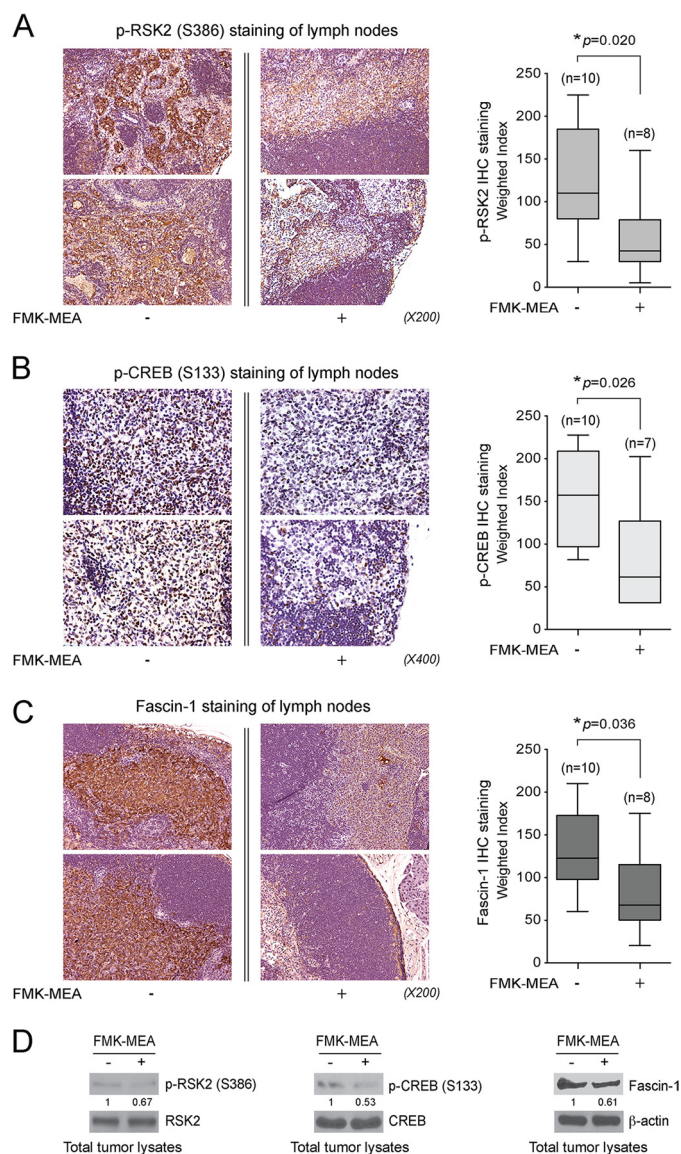 A
p-RSK2 (S386) staining of lymph nodes
FMK-MEA
-
+
(X200)
*p=0.020
(n=10)
(n=8)
p-RSK2 IHC staining
Weighted Index
250
200
150
100
50
0
FMK-MEA
-
+
B
p-CREB (S133) staining of lymph nodes
FMK-MEA
-
+
(X400)
*p=0.026
(n=10)
(n=7)
p-CREB IHC staining
Weighted Index
250
200
150
100
50
0
FMK-MEA
-
+
C
Fascin-1 staining of lymph nodes
FMK-MEA
-
+
(X200)
*p=0.036
(n=10)
(n=8)
Fascin-1 IHC staining
Weighted Index
250
200
150
100
50
0
FMK-MEA
-
+
D
FMK-MEA
- +
p-RSK2 (S386)
1 0.67
RSK2
Total tumor lysates
FMK-MEA
- +
p-CREB (S133)
1 0.53
CREB
Total tumor lysates
FMK-MEA
- +
Fascin-1
1 0.61
β-actin
Total tumor lysates